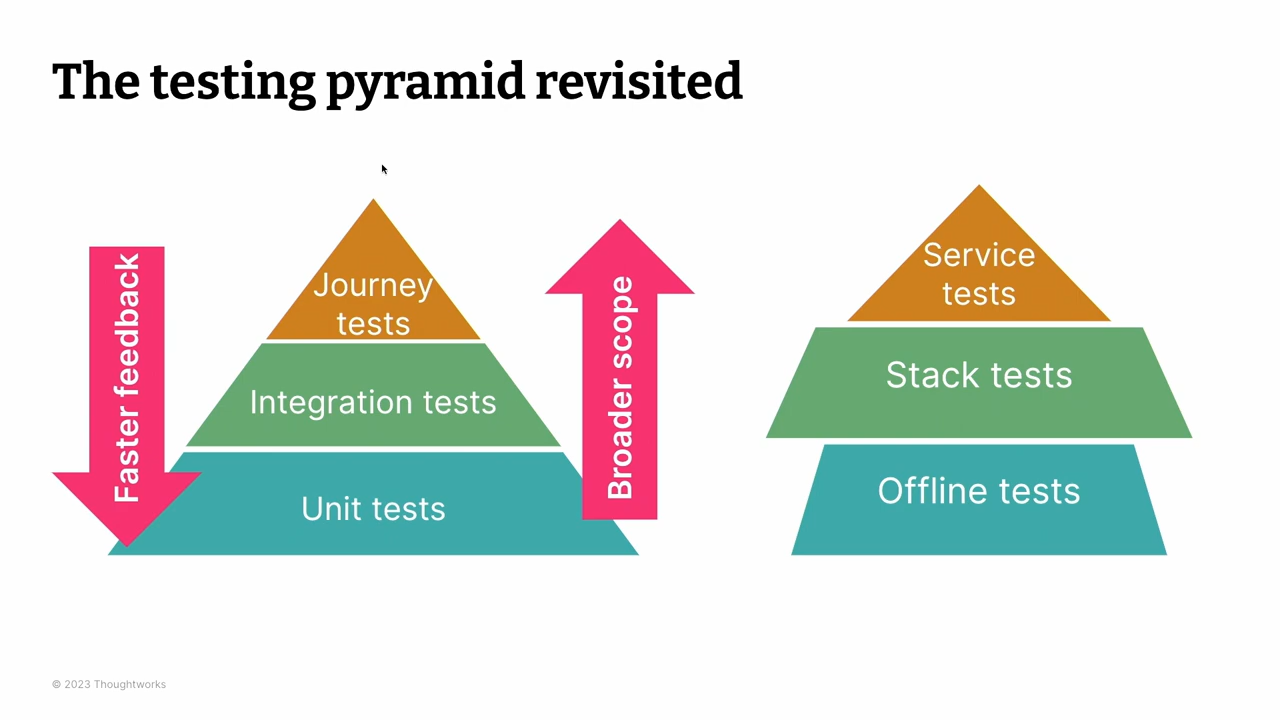 The testing pyramid revisited
Faster feedback
Journey
tests
Integration tests
Unit tests
Broader scope
Service
tests
Stack tests
Offline tests
© 2023 Thoughtworks